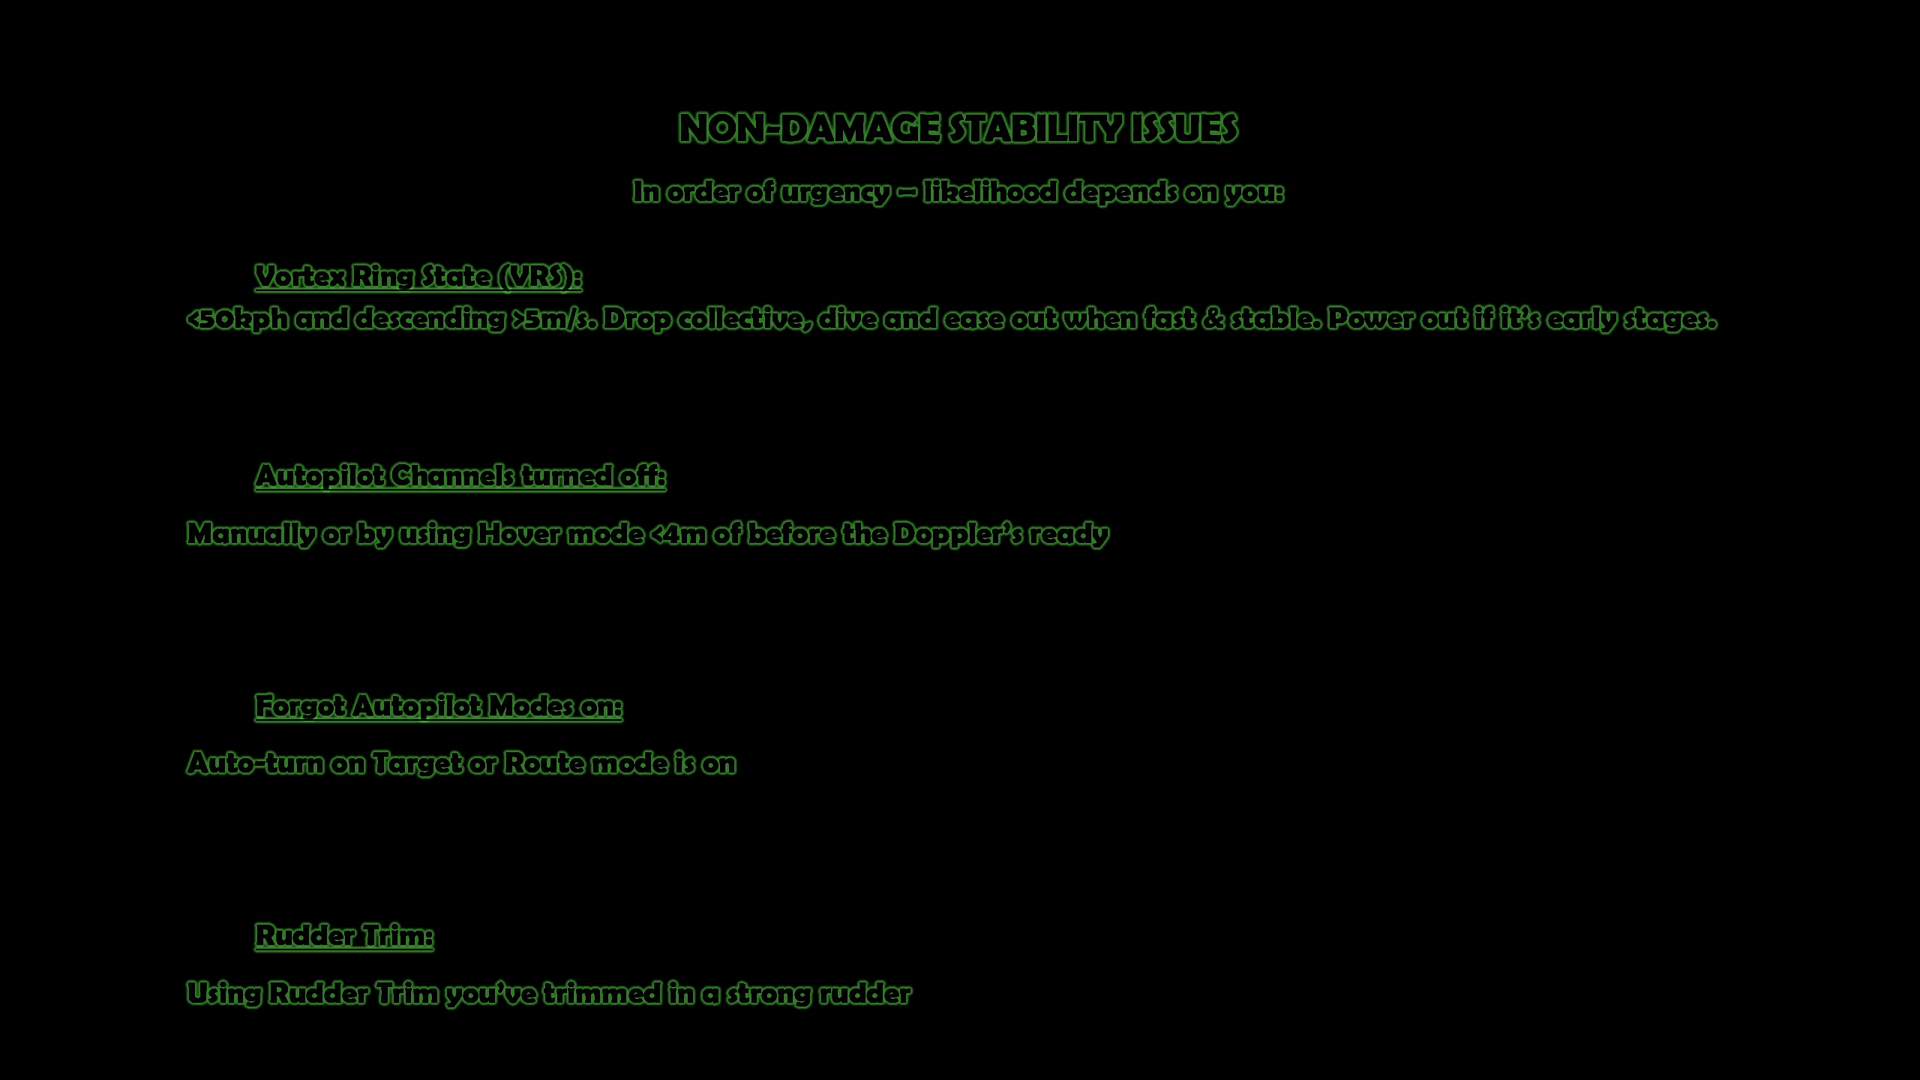 NON-DAMAGE STABILITY ISSUES
In order of urgency – likelihood depends on you:
Vortex Ring State (VRS):
<50kph and descending >5m/s. Drop collective, dive and ease out when fast & stable. Power out if it’s early stages.
Autopilot Channels turned off:
Manually or by using Hover mode <4m of before the Doppler’s ready
Forgot Autopilot Modes on:
Auto-turn on Target or Route mode is on
Rudder Trim:
Using Rudder Trim you’ve trimmed in a strong rudder